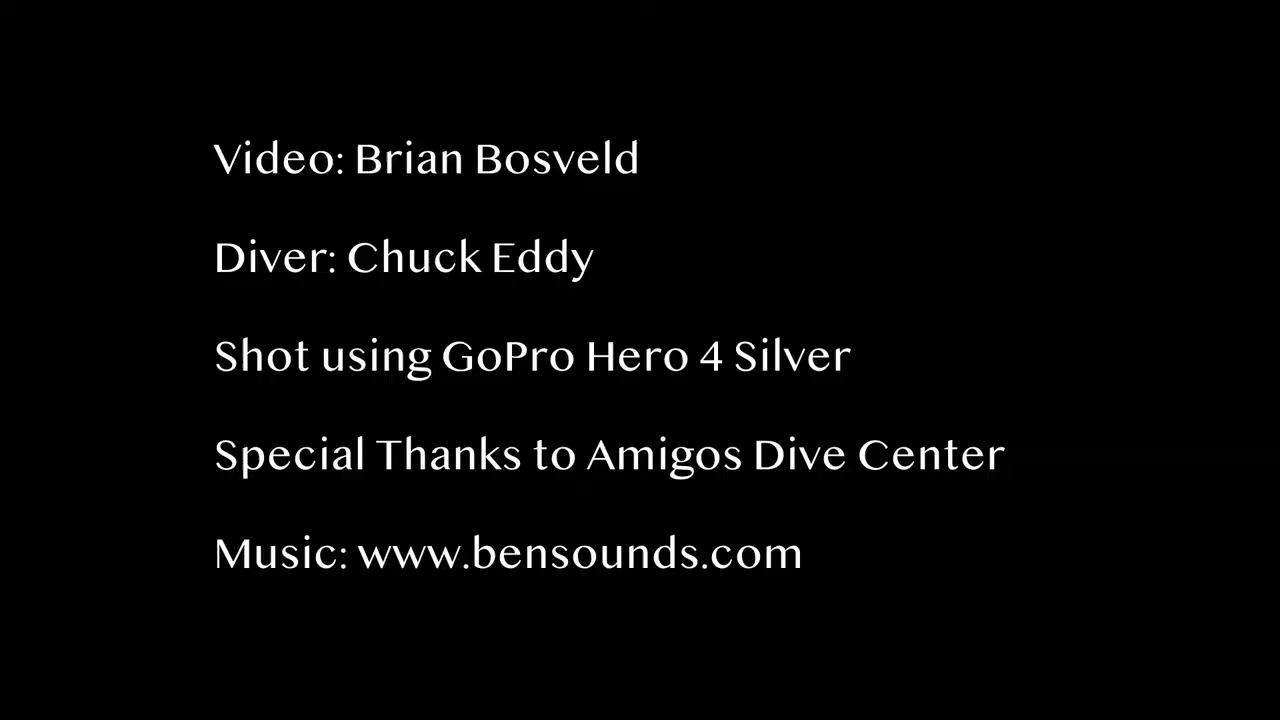 Video: Brian Bosveld
Diver: Chuck Eddy
Shot using GoPro Hero 4 Silver
Special Thanks to Amigos Dive Center
Music: www.bensounds.com